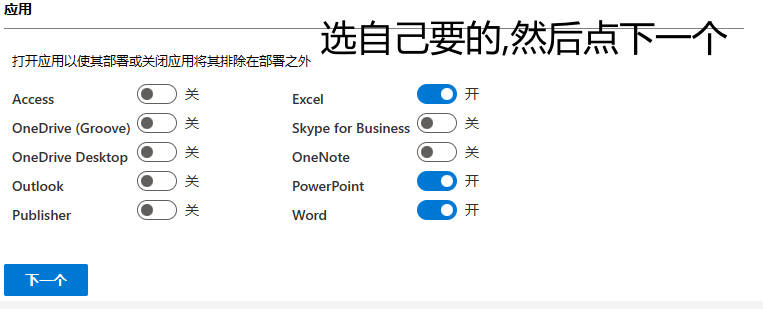 应用
选自己要的,然后点下一个
打开应用以使其部署或关闭应用将其排除在部署之外
Access 关 Excel 开
OneDrive (Groove) 关 Skype for Business 关
OneDrive Desktop 关 OneNote 关
Outlook 关 PowerPoint 开
Publisher 关 Word 开
下一个